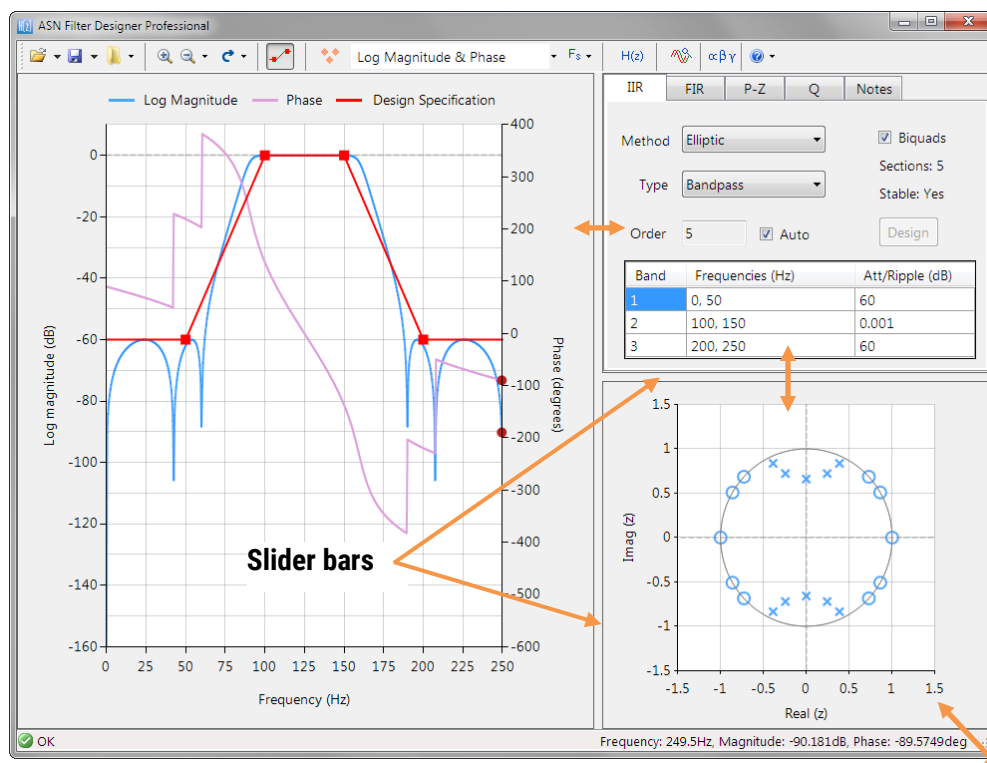 ASN Filter Designer Professional
Log Magnitude & Phase
Fs
H(z)
αβγ
Log Magnitude
Phase
Design Specification
0
-20
-40
-60
-80
-100
-120
-140
-160
Log magnitude (dB)
400
300
200
100
0
-100
-200
-300
-400
-500
-600
Phase (degrees)
0 25 50 75 100 125 150 175 200 225 250
Frequency (Hz)
Slider bars
IIR FIR P-Z Q Notes
Method Elliptic
Biquads
Sections: 5
Type Bandpass
Stable: Yes
Order 5 Auto Design
Band Frequencies (Hz) Att/Ripple (dB)
1 0, 50 60
2 100, 150 0.001
3 200, 250 60
1.5
1
0.5
0
-0.5
-1
-1.5
Imag (z)
-1.5 -1 -0.5 0 0.5 1 1.5
Real (z)
OK
Frequency: 249.5Hz, Magnitude: -90.181dB, Phase: -89.5749deg